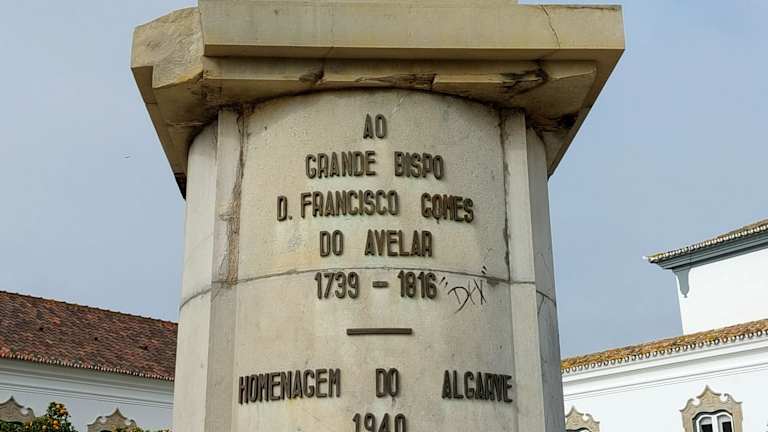 AO
GRANDE BISPO
D. FRANCISCO GOMES
DO AVELAR
1739 – 1816
HOMENAGEM DO ALGARVE
1940